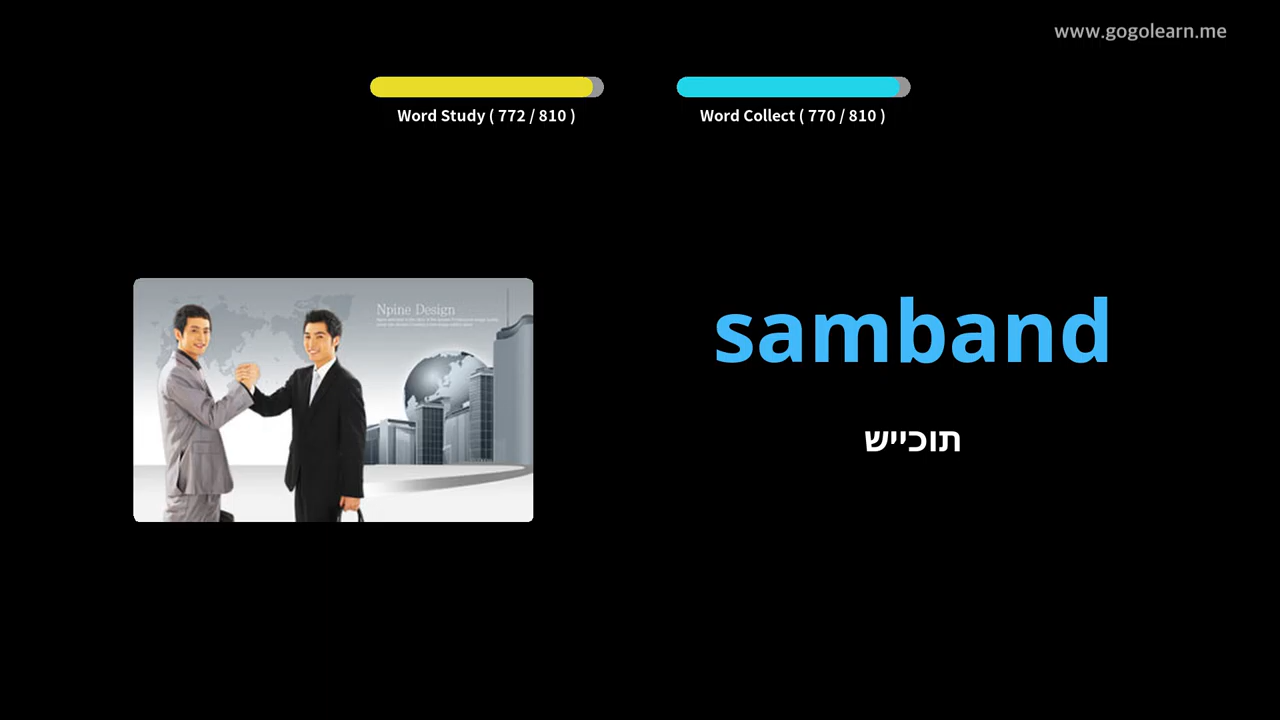 www.gogolearn.me
Word Study ( 772 / 810 )
Word Collect ( 770 / 810 )
Npine Design
samband
תוכייש